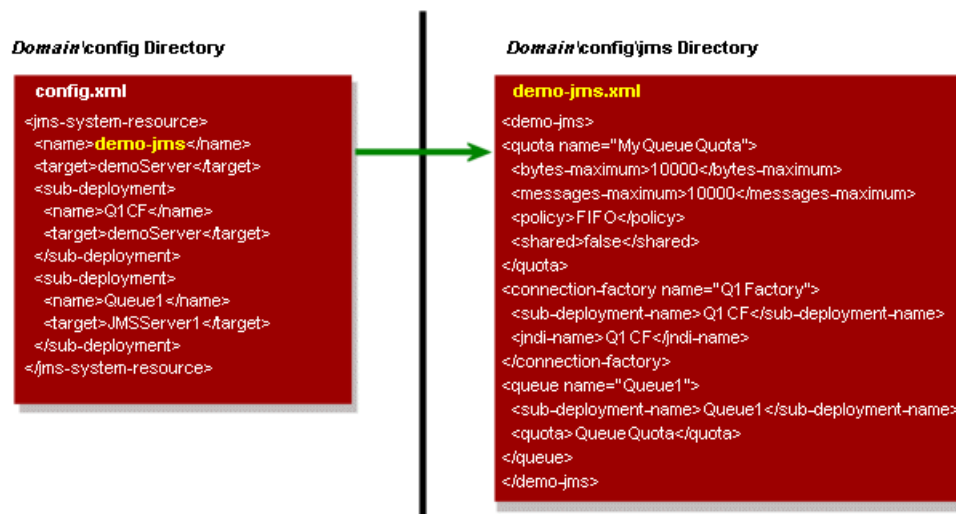 Domain\config Directory
config.xml
<jms-system-resource>
<name>demo-jms</name>
<target>demoServer</target>
<sub-deployment>
<name>Q1CF</name>
<target>demoServer</target>
</sub-deployment>
<sub-deployment>
<name>Queue1</name>
<target>JMSServer1</target>
</sub-deployment>
</jms-system-resource>
Domain\config\jms Directory
demo-jms.xml
<demo-jms>
<quota name="MyQueueQuota">
<bytes-maximum>10000</bytes-maximum>
<messages-maximum>10000</messages-maximum>
<policy>FIFO</policy>
<shared>false</shared>
</quota>
<connection-factory name="Q1Factory">
<sub-deployment-name>Q1CF</sub-deployment-name>
<jndi-name>Q1CF</jndi-name>
</connection-factory>
<queue name="Queue1">
<sub-deployment-name>Queue1</sub-deployment-name>
<quota>QueueQuota</quota>
</queue>
</demo-jms>